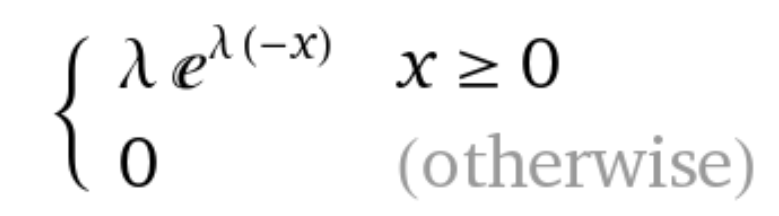 λ e^{λ (-x)} x ≥ 0
0 (otherwise)